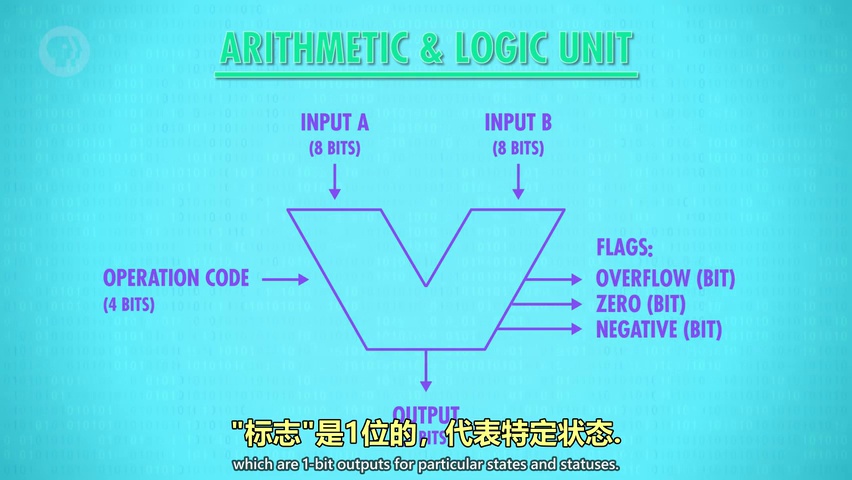 ARITHMETIC & LOGIC UNIT
INPUT A
(8 BITS)
INPUT B
(8 BITS)
OPERATION CODE
(4 BITS)
FLAGS:
OVERFLOW (BIT)
ZERO (BIT)
NEGATIVE (BIT)
OUTPUT
"标志"是1位的，代表特定状态.
which are 1-bit outputs for particular states and statuses.